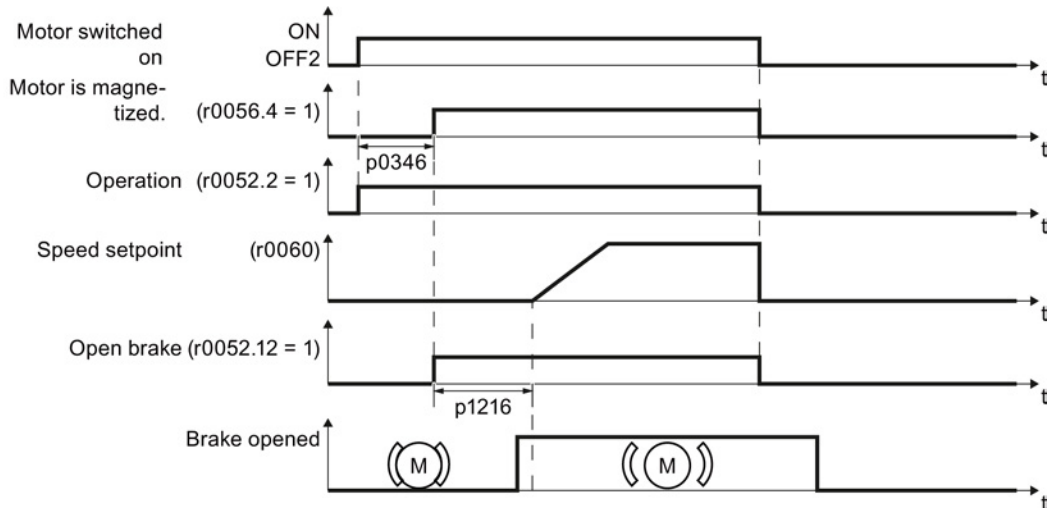 Motor switched
on
ON
OFF2
t
Motor is magne-
tized.
(r0056.4 = 1)
t
p0346
Operation (r0052.2 = 1)
t
Speed setpoint (r0060)
t
Open brake (r0052.12 = 1)
t
p1216
Brake opened
M
M
t